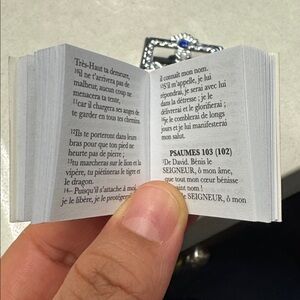 Très-Haut ta demeure,
10il ne t'arrivera pas de
malheur, aucun coup ne
menacera ta tente,
11car il chargera ses anges de
te garder en tous tes chemins
12Ils te porteront dans leurs
bras pour que ton pied ne
heurte pas de pierre ;
13tu marcheras sur le lion et la
vipère, tu piétineras le tigre et
le dragon.
14« Puisqu'il s'attache à moi,
je le libère, je le protégerai
il connaît mon nom.
15S'il m'appelle, je lui
répondrai, je serai avec lui
dans la détresse ; je le
délivrerai et le glorifierai ;
16je le comblerai de longs
jours et je lui manifesterai
mon salut.
PSAUMES 103 (102)
1De David. Bénis le
SEIGNEUR, ô mon âme,
que tout mon cœur bénisse
saint nom !
le SEIGNEUR, ô mon